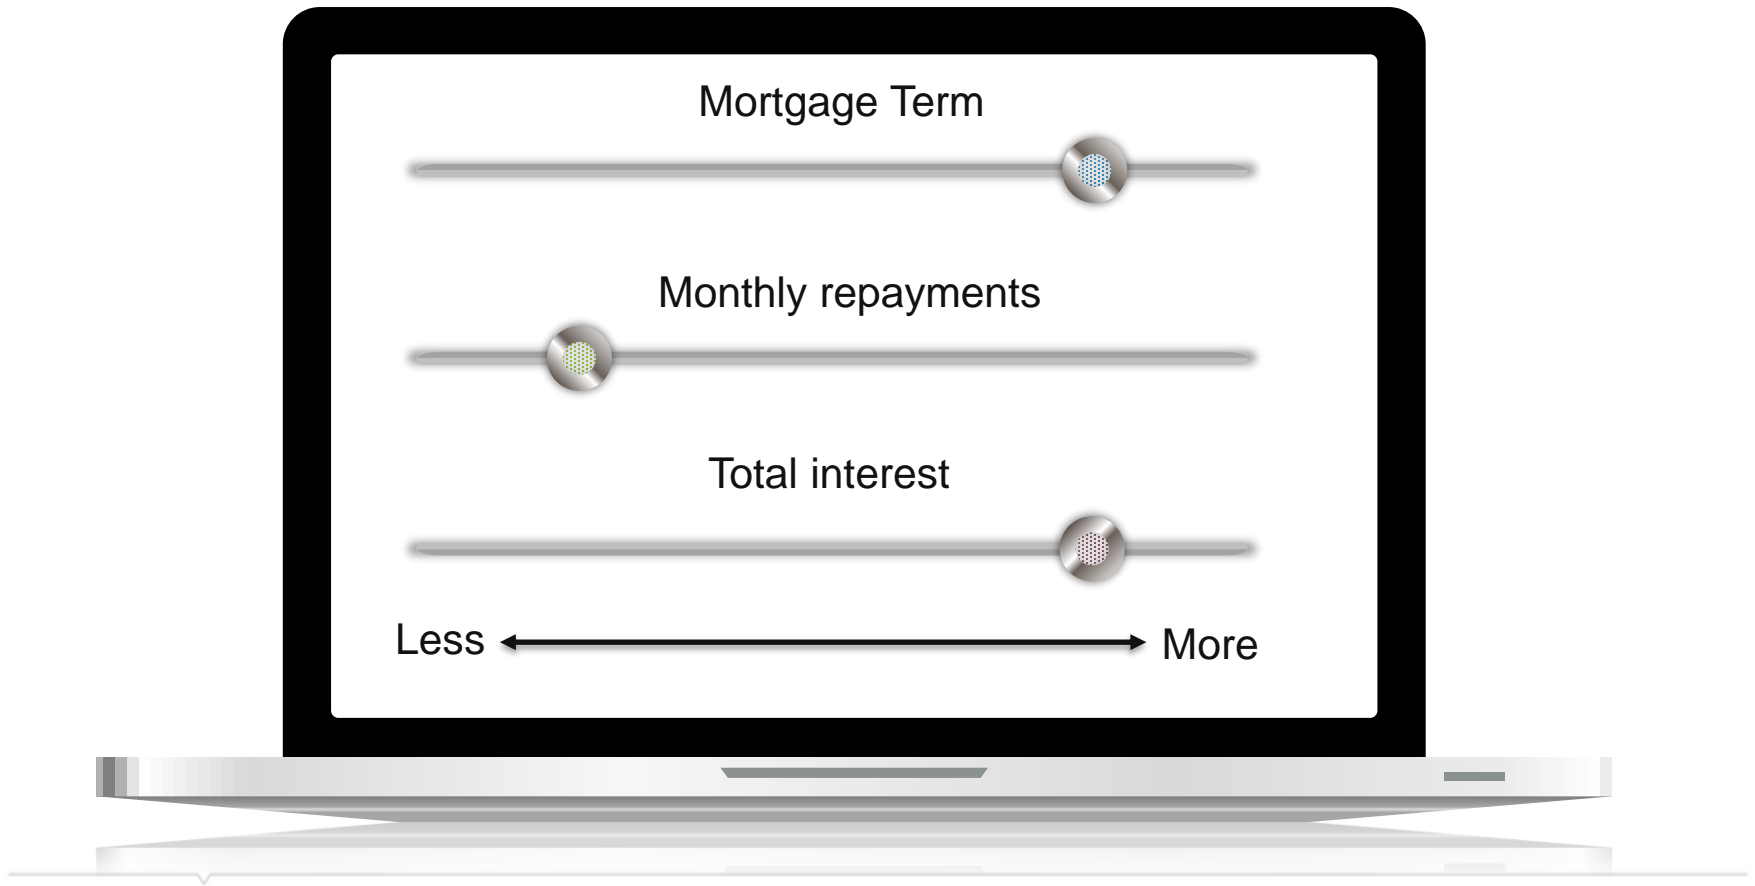 Mortgage Term
Monthly repayments
Total interest
Less
More